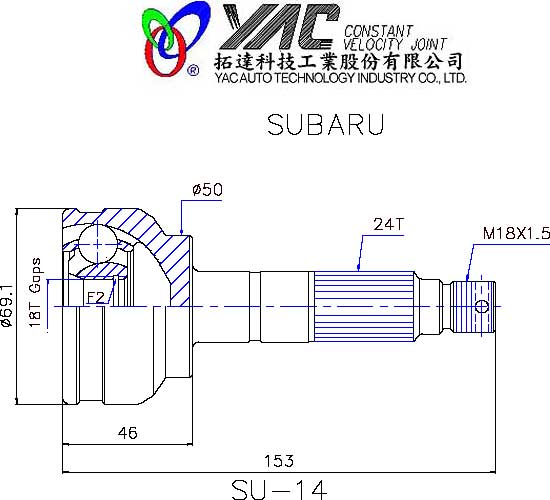 YAC CONSTANT
VELOCITY JOINT
®
拓達科技工業股份有限公司
YAC AUTO TECHNOLOGY INDUSTRY CO., LTD.
SUBARU
ø50
24T
M18X1.5
ø69.1
18T Gaps
F2
46
153
SU-14